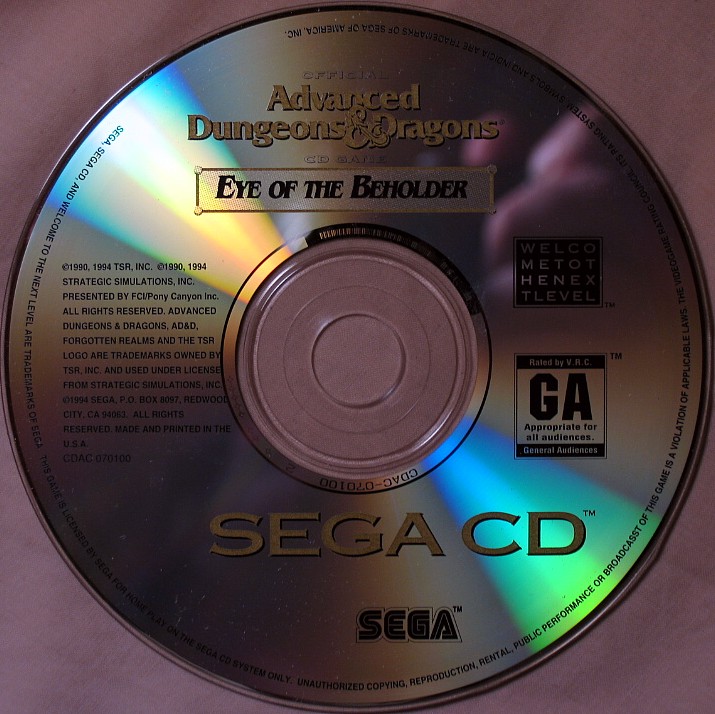 OFFICIAL
Advanced
Dungeons & Dragons®
CD GAME
EYE OF THE BEHOLDER
©1990, 1994 TSR, INC. ©1990, 1994
STRATEGIC SIMULATIONS, INC.
PRESENTED BY FCI/Pony Canyon Inc.
ALL RIGHTS RESERVED. ADVANCED
DUNGEONS & DRAGONS, AD&D,
FORGOTTEN REALMS AND THE TSR
LOGO ARE TRADEMARKS OWNED BY
TSR, INC. AND USED UNDER LICENSE
FROM STRATEGIC SIMULATIONS, INC.
©1994 SEGA, P.O. BOX 8097, REDWOOD
CITY, CA 94063. ALL RIGHTS
RESERVED. MADE AND PRINTED IN THE
U.S.A.
CDAC-070100
WELCO
METOT
HENEX
TLEVEL™
Rated by V.R.C.
GA™
Appropriate for
all audiences.
General Audiences
CDAC-070100
SEGA CD™
SEGA™
SEGA, SEGA CD, AND WELCOME TO THE NEXT LEVEL ARE TRADEMARKS OF SEGA. THIS GAME IS LICENSED BY SEGA FOR HOME PLAY ON THE SEGA CD SYSTEM ONLY. UNAUTHORIZED COPYING, REPRODUCTION, RENTAL, PUBLIC PERFORMANCE OR BROADCASST OF THIS GAME IS A VIOLATION OF APPLICABLE LAWS. THE VIDEOGAME RATING COUNCIL, ITS RATING SYSTEM, SYMBOLS AND INDICIA ARE TRADEMARKS OF SEGA OF AMERICA, INC.